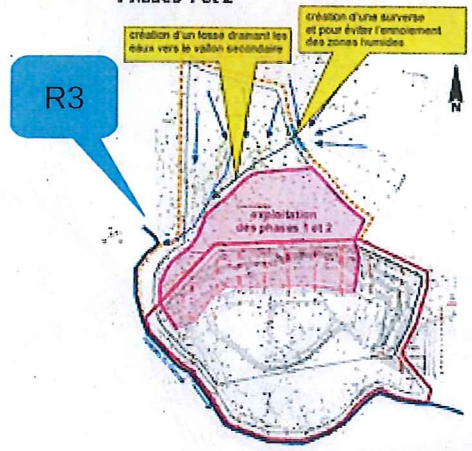 Phases 1 et 2
création d'un fossé drainant les
eaux vers le vallon secondaire
création d'une surverse
et pour éviter l'ennoiement
des zones humides
R3
N
exploitation
des phases 1 et 2